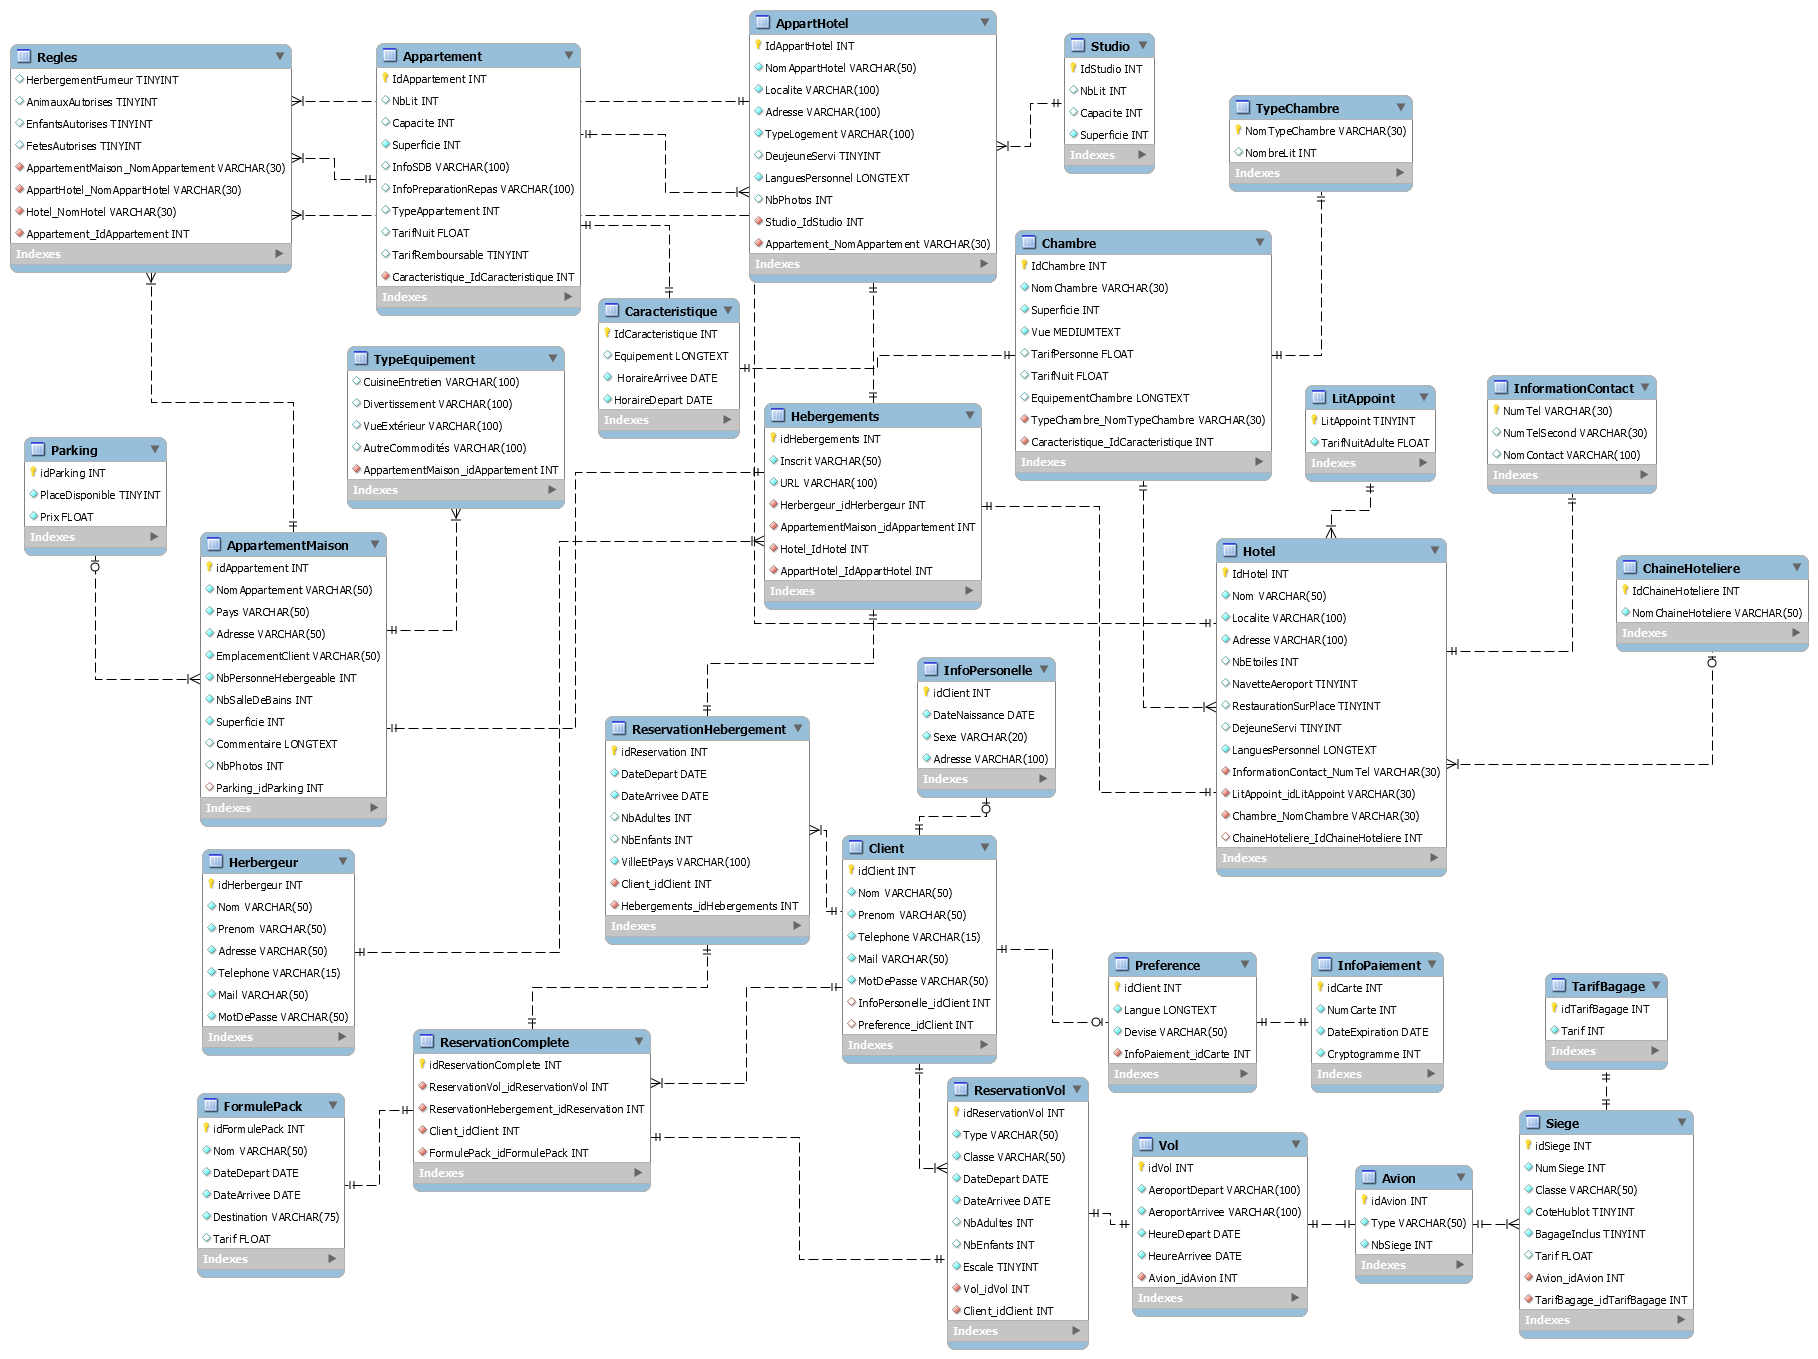 Regles
HerbergementFumeur TINYINT
AnimauxAutorises TINYINT
EnfantsAutorises TINYINT
FetesAutorises TINYINT
AppartementMaison_NomAppartement VARCHAR(30)
AppartHotel_NomAppartHotel VARCHAR(30)
Hotel_NomHotel VARCHAR(30)
Appartement_IdAppartement INT
Indexes
Appartement
IdAppartement INT
NbLit INT
Capacite INT
Superficie INT
InfoSDB VARCHAR(100)
InfoPreparationRepas VARCHAR(100)
TypeAppartement INT
TarifNuit FLOAT
TarifRemboursable TINYINT
Caracteristique_IdCaracteristique INT
Indexes
AppartHotel
IdAppartHotel INT
NomAppartHotel VARCHAR(50)
Localite VARCHAR(100)
Adresse VARCHAR(100)
TypeLogement VARCHAR(100)
DeujeuneServi TINYINT
LanguesPersonnel LONGTEXT
NbPhotos INT
Studio_IdStudio INT
Appartement_NomAppartement VARCHAR(30)
Indexes
Studio
IdStudio INT
NbLit INT
Capacite INT
Superficie INT
Indexes
TypeChambre
NomTypeChambre VARCHAR(30)
NombreLit INT
Indexes
Chambre
IdChambre INT
NomChambre VARCHAR(30)
Superficie INT
Vue MEDIUMTEXT
TarifPersonne FLOAT
TarifNuit FLOAT
EquipementChambre LONGTEXT
TypeChambre_NomTypeChambre VARCHAR(30)
Caracteristique_IdCaracteristique INT
Indexes
Caracteristique
IdCaracteristique INT
Equipement LONGTEXT
HoraireArrivee DATE
HoraireDepart DATE
Indexes
TypeEquipement
CuisineEntretien VARCHAR(100)
Divertissement VARCHAR(100)
VueExtérieur VARCHAR(100)
AutreCommodités VARCHAR(100)
AppartementMaison_idAppartement INT
Indexes
Hebergements
idHebergements INT
Inscrit VARCHAR(50)
URL VARCHAR(100)
Herbergeur_idHerbergeur INT
AppartementMaison_idAppartement INT
Hotel_IdHotel INT
AppartHotel_IdAppartHotel INT
Indexes
LitAppoint
LitAppoint TINYINT
TarifNuitAdulte FLOAT
Indexes
InformationContact
NumTel VARCHAR(30)
NumTelSecond VARCHAR(30)
NomContact VARCHAR(100)
Indexes
Parking
idParking INT
PlaceDisponible TINYINT
Prix FLOAT
Indexes
AppartementMaison
idAppartement INT
NomAppartement VARCHAR(50)
Pays VARCHAR(50)
Adresse VARCHAR(50)
EmplacementClient VARCHAR(50)
NbPersonneHebergeable INT
NbSalleDeBains INT
Superficie INT
Commentaire LONGTEXT
NbPhotos INT
Parking_idParking INT
Indexes
Hotel
IdHotel INT
Nom VARCHAR(50)
Localite VARCHAR(100)
Adresse VARCHAR(100)
NbEtoiles INT
NavetteAeroport TINYINT
RestaurationSurPlace TINYINT
DejeuneServi TINYINT
LanguesPersonnel LONGTEXT
InformationContact_NumTel VARCHAR(30)
LitAppoint_idLitAppoint VARCHAR(30)
Chambre_NomChambre VARCHAR(30)
ChaineHoteliere_IdChaineHoteliere INT
Indexes
ChaineHoteliere
IdChaineHoteliere INT
NomChaineHoteliere VARCHAR(50)
Indexes
InfoPersonelle
idClient INT
DateNaissance DATE
Sexe VARCHAR(20)
Adresse VARCHAR(100)
Indexes
ReservationHebergement
idReservation INT
DateDepart DATE
DateArrivee DATE
NbAdultes INT
NbEnfants INT
VilleEtPays VARCHAR(100)
Client_idClient INT
Hebergements_idHebergements INT
Indexes
Client
idClient INT
Nom VARCHAR(50)
Prenom VARCHAR(50)
Telephone VARCHAR(15)
Mail VARCHAR(50)
MotDePasse VARCHAR(50)
InfoPersonelle_idClient INT
Preference_idClient INT
Indexes
Herbergeur
idHerbergeur INT
Nom VARCHAR(50)
Prenom VARCHAR(50)
Adresse VARCHAR(50)
Telephone VARCHAR(15)
Mail VARCHAR(50)
MotDePasse VARCHAR(50)
Indexes
Preference
idClient INT
Langue LONGTEXT
Devise VARCHAR(50)
InfoPaiement_idCarte INT
Indexes
InfoPaiement
idCarte INT
NumCarte INT
DateExpiration DATE
Cryptogramme INT
Indexes
TarifBagage
idTarifBagage INT
Tarif INT
Indexes
ReservationComplete
idReservationComplete INT
ReservationVol_idReservationVol INT
ReservationHebergement_idReservation INT
Client_idClient INT
FormulePack_idFormulePack INT
Indexes
FormulePack
idFormulePack INT
Nom VARCHAR(50)
DateDepart DATE
DateArrivee DATE
Destination VARCHAR(75)
Tarif FLOAT
Indexes
ReservationVol
idReservationVol INT
Type VARCHAR(50)
Classe VARCHAR(50)
DateDepart DATE
DateArrivee DATE
NbAdultes INT
NbEnfants INT
Escale TINYINT
Vol_idVol INT
Client_idClient INT
Indexes
Vol
idVol INT
AeroportDepart VARCHAR(100)
AeroportArrivee VARCHAR(100)
HeureDepart DATE
HeureArrivee DATE
Avion_idAvion INT
Indexes
Avion
idAvion INT
Type VARCHAR(50)
NbSiege INT
Indexes
Siege
idSiege INT
NumSiege INT
Classe VARCHAR(50)
CoteHublot TINYINT
BagageInclus TINYINT
Tarif FLOAT
Avion_idAvion INT
TarifBagage_idTarifBagage INT
Indexes